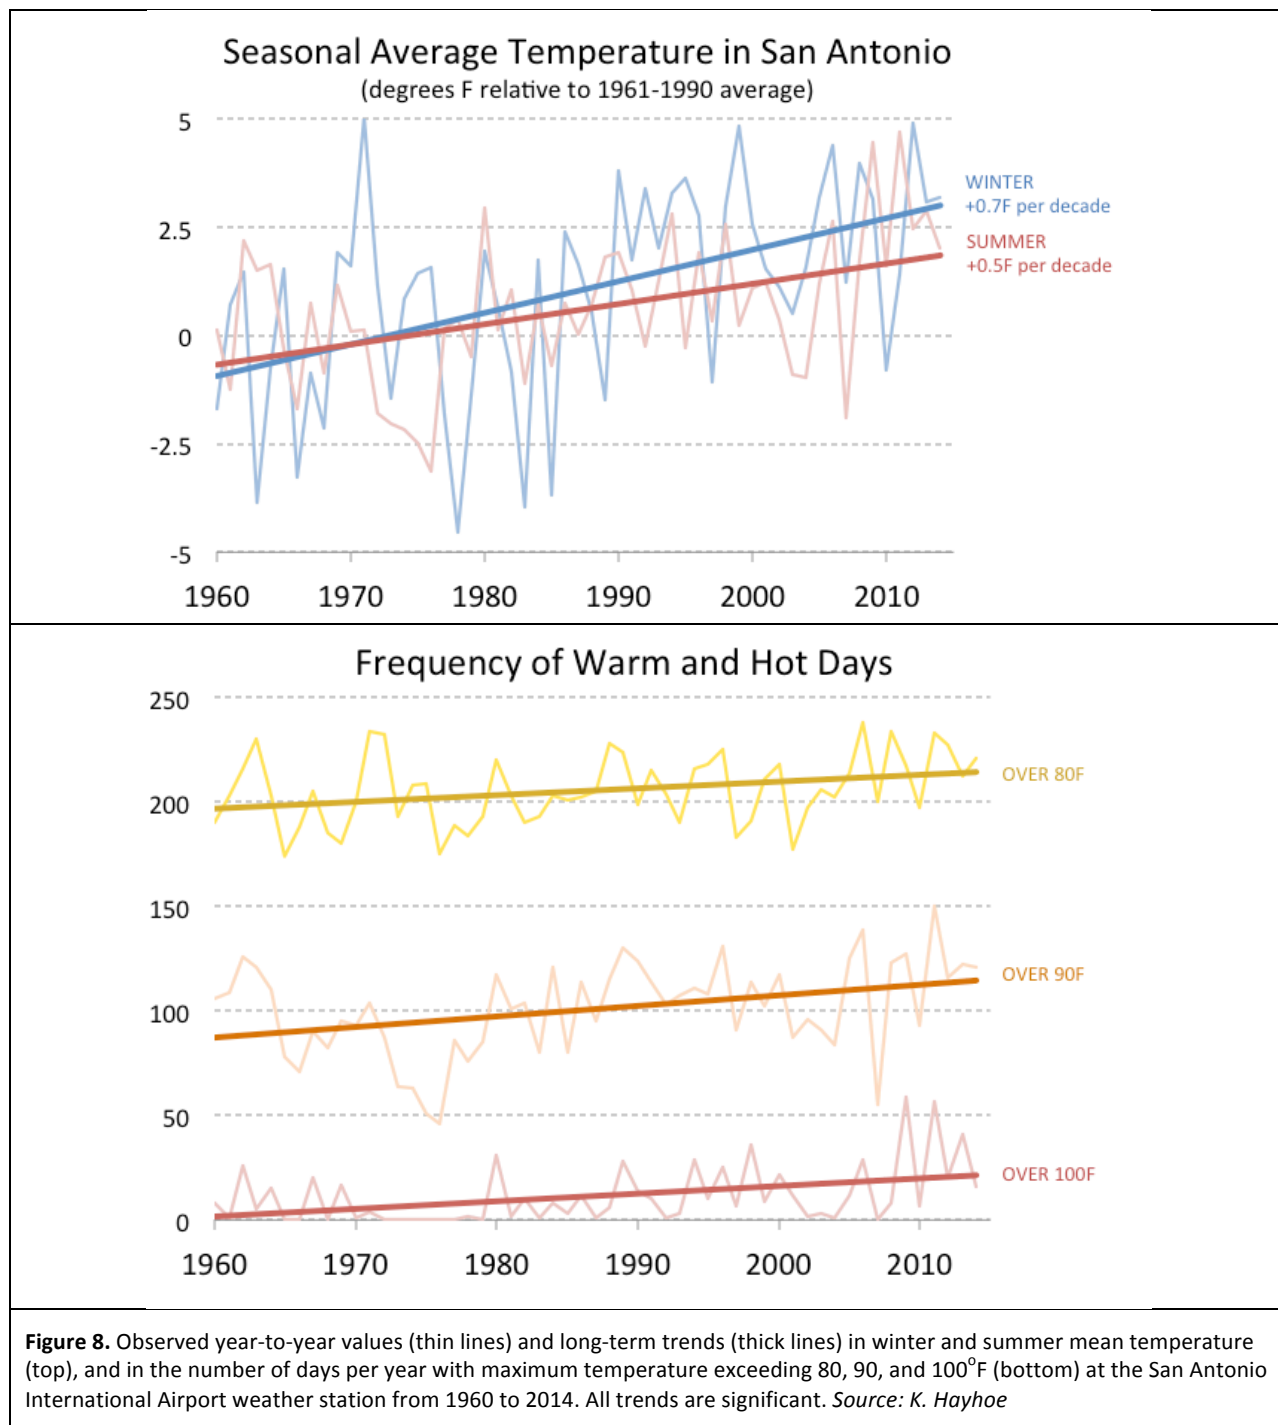 Seasonal Average Temperature in San Antonio
(degrees F relative to 1961-1990 average)
5
2.5
0
-2.5
-5
WINTER
+0.7F per decade
SUMMER
+0.5F per decade
1960 1970 1980 1990 2000 2010
Frequency of Warm and Hot Days
250
200
150
100
50
0
OVER 80F
OVER 90F
OVER 100F
1960 1970 1980 1990 2000 2010
Figure 8. Observed year-to-year values (thin lines) and long-term trends (thick lines) in winter and summer mean temperature
(top), and in the number of days per year with maximum temperature exceeding 80, 90, and 100°F (bottom) at the San Antonio
International Airport weather station from 1960 to 2014. All trends are significant. Source: K. Hayhoe